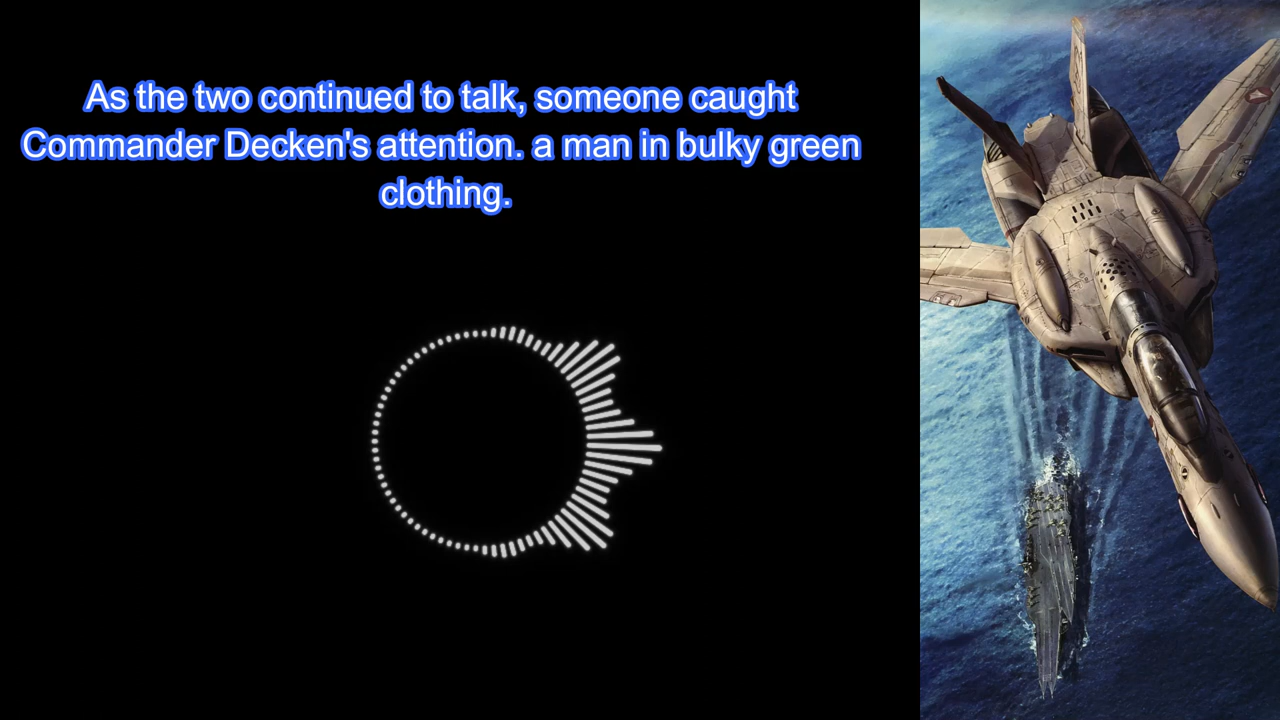 As the two continued to talk, someone caught
Commander Decken's attention. a man in bulky green
clothing.